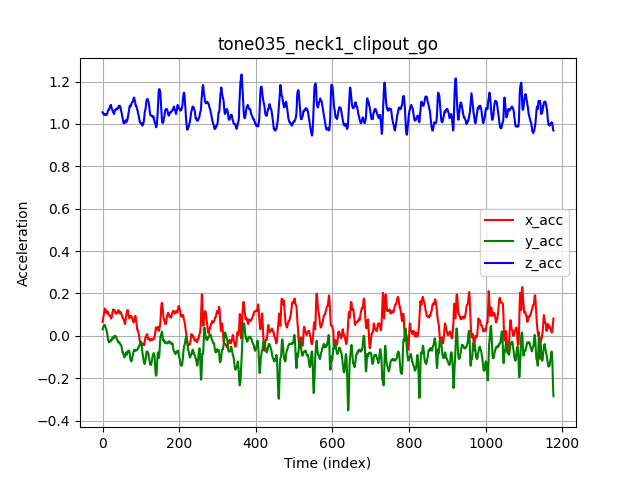 tone035_neck1_clipout_go
1.2
1.0
0.8
0.6
0.4
0.2
0.0
−0.2
−0.4
Acceleration
x_acc
y_acc
z_acc
0 200 400 600 800 1000 1200
Time (index)